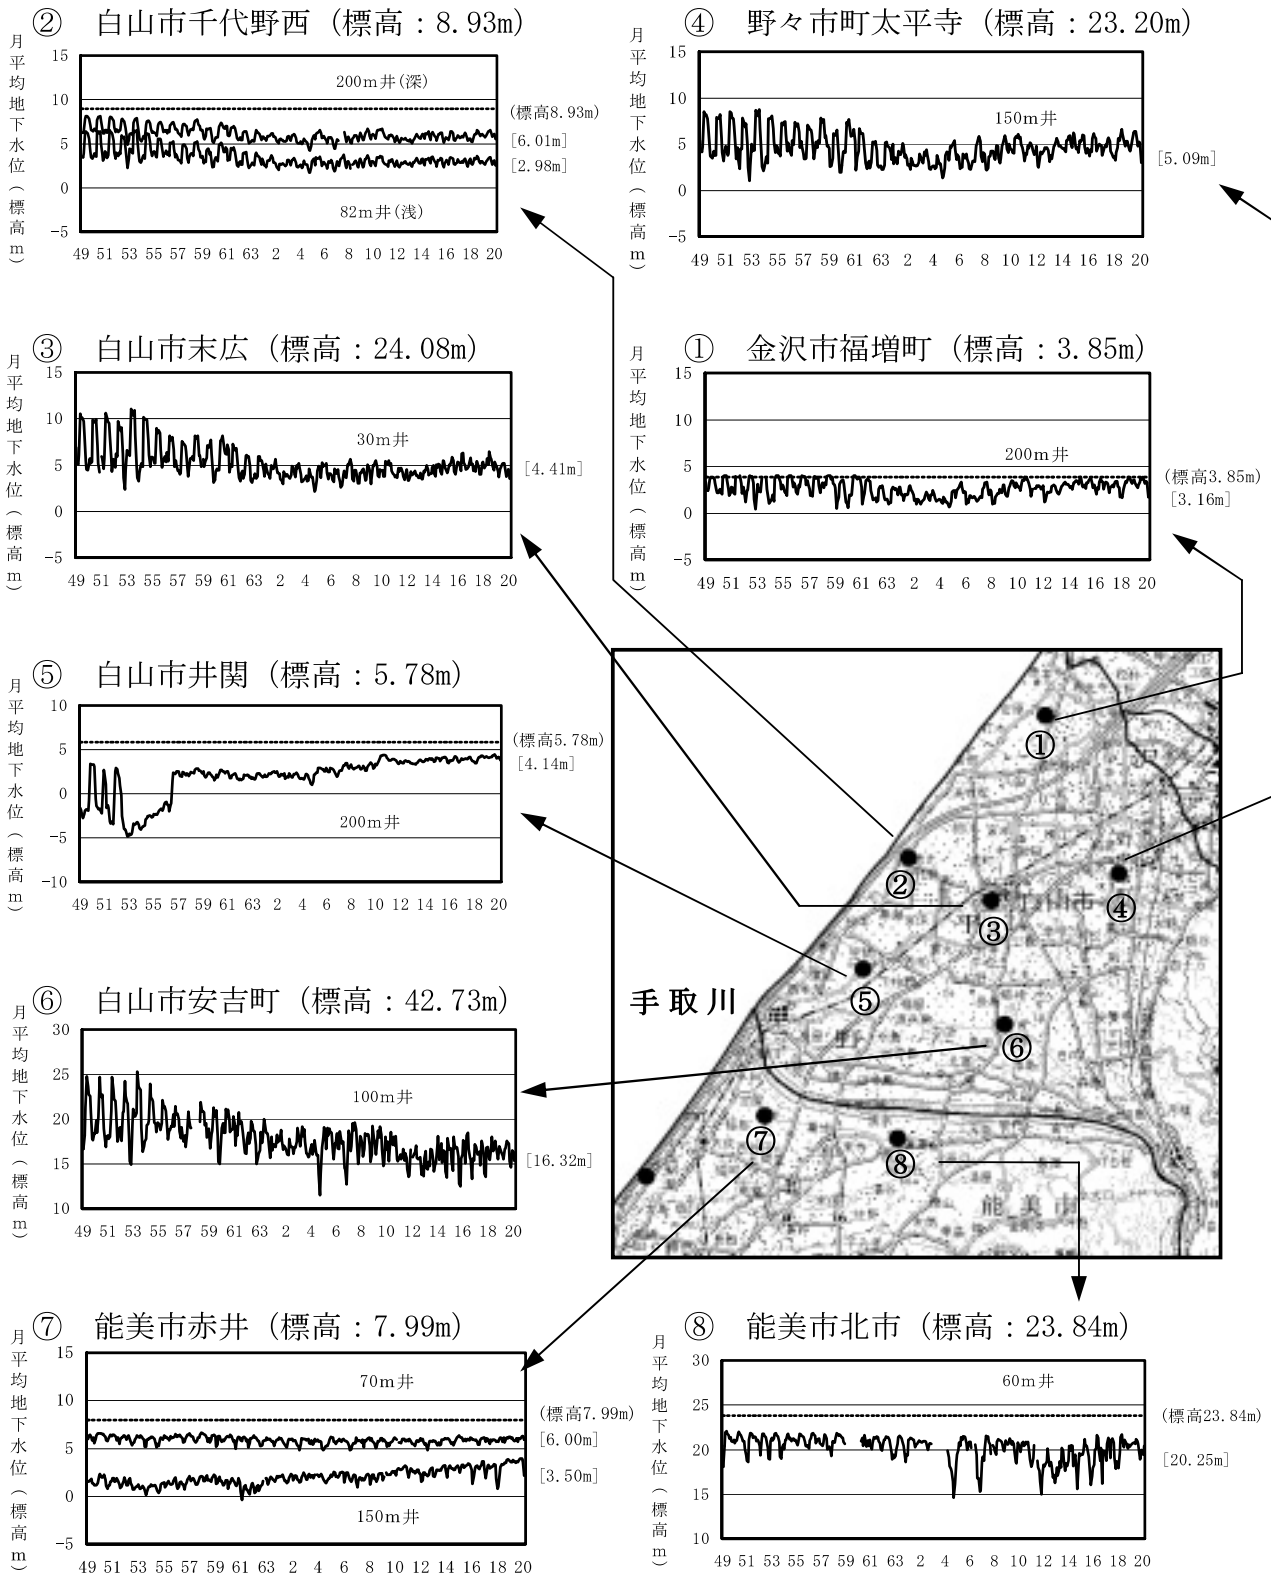 ② 白山市千代野西 (標高：8.93m)
月平均地下水位(標高m)
15
10
5
0
-5
200m井(深)
82m井(浅)
(標高8.93m)
[6.01m]
[2.98m]
49 51 53 55 57 59 61 63 2 4 6 8 10 12 14 16 18 20
④ 野々市町太平寺 (標高：23.20m)
月平均地下水位(標高m)
15
10
5
0
-5
150m井
[5.09m]
49 51 53 55 57 59 61 63 2 4 6 8 10 12 14 16 18 20
③ 白山市末広 (標高：24.08m)
月平均地下水位(標高m)
15
10
5
0
-5
30m井
[4.41m]
49 51 53 55 57 59 61 63 2 4 6 8 10 12 14 16 18 20
① 金沢市福増町 (標高：3.85m)
月平均地下水位(標高m)
15
10
5
0
-5
200m井
(標高3.85m)
[3.16m]
49 51 53 55 57 59 61 63 2 4 6 8 10 12 14 16 18 20
⑤ 白山市井関 (標高：5.78m)
月平均地下水位(標高m)
10
5
0
-5
-10
200m井
(標高5.78m)
[4.14m]
49 51 53 55 57 59 61 63 2 4 6 8 10 12 14 16 18 20
①
②
③
④
⑤
⑥
⑦
⑧
手取川
能美市
⑥ 白山市安吉町 (標高：42.73m)
月平均地下水位(標高m)
30
25
20
15
10
100m井
[16.32m]
49 51 53 55 57 59 61 63 2 4 6 8 10 12 14 16 18 20
⑦ 能美市赤井 (標高：7.99m)
月平均地下水位(標高m)
15
10
5
0
-5
70m井
150m井
(標高7.99m)
[6.00m]
[3.50m]
49 51 53 55 57 59 61 63 2 4 6 8 10 12 14 16 18 20
⑧ 能美市北市 (標高：23.84m)
月平均地下水位(標高m)
30
25
20
15
10
60m井
(標高23.84m)
[20.25m]
49 51 53 55 57 59 61 63 2 4 6 8 10 12 14 16 18 20